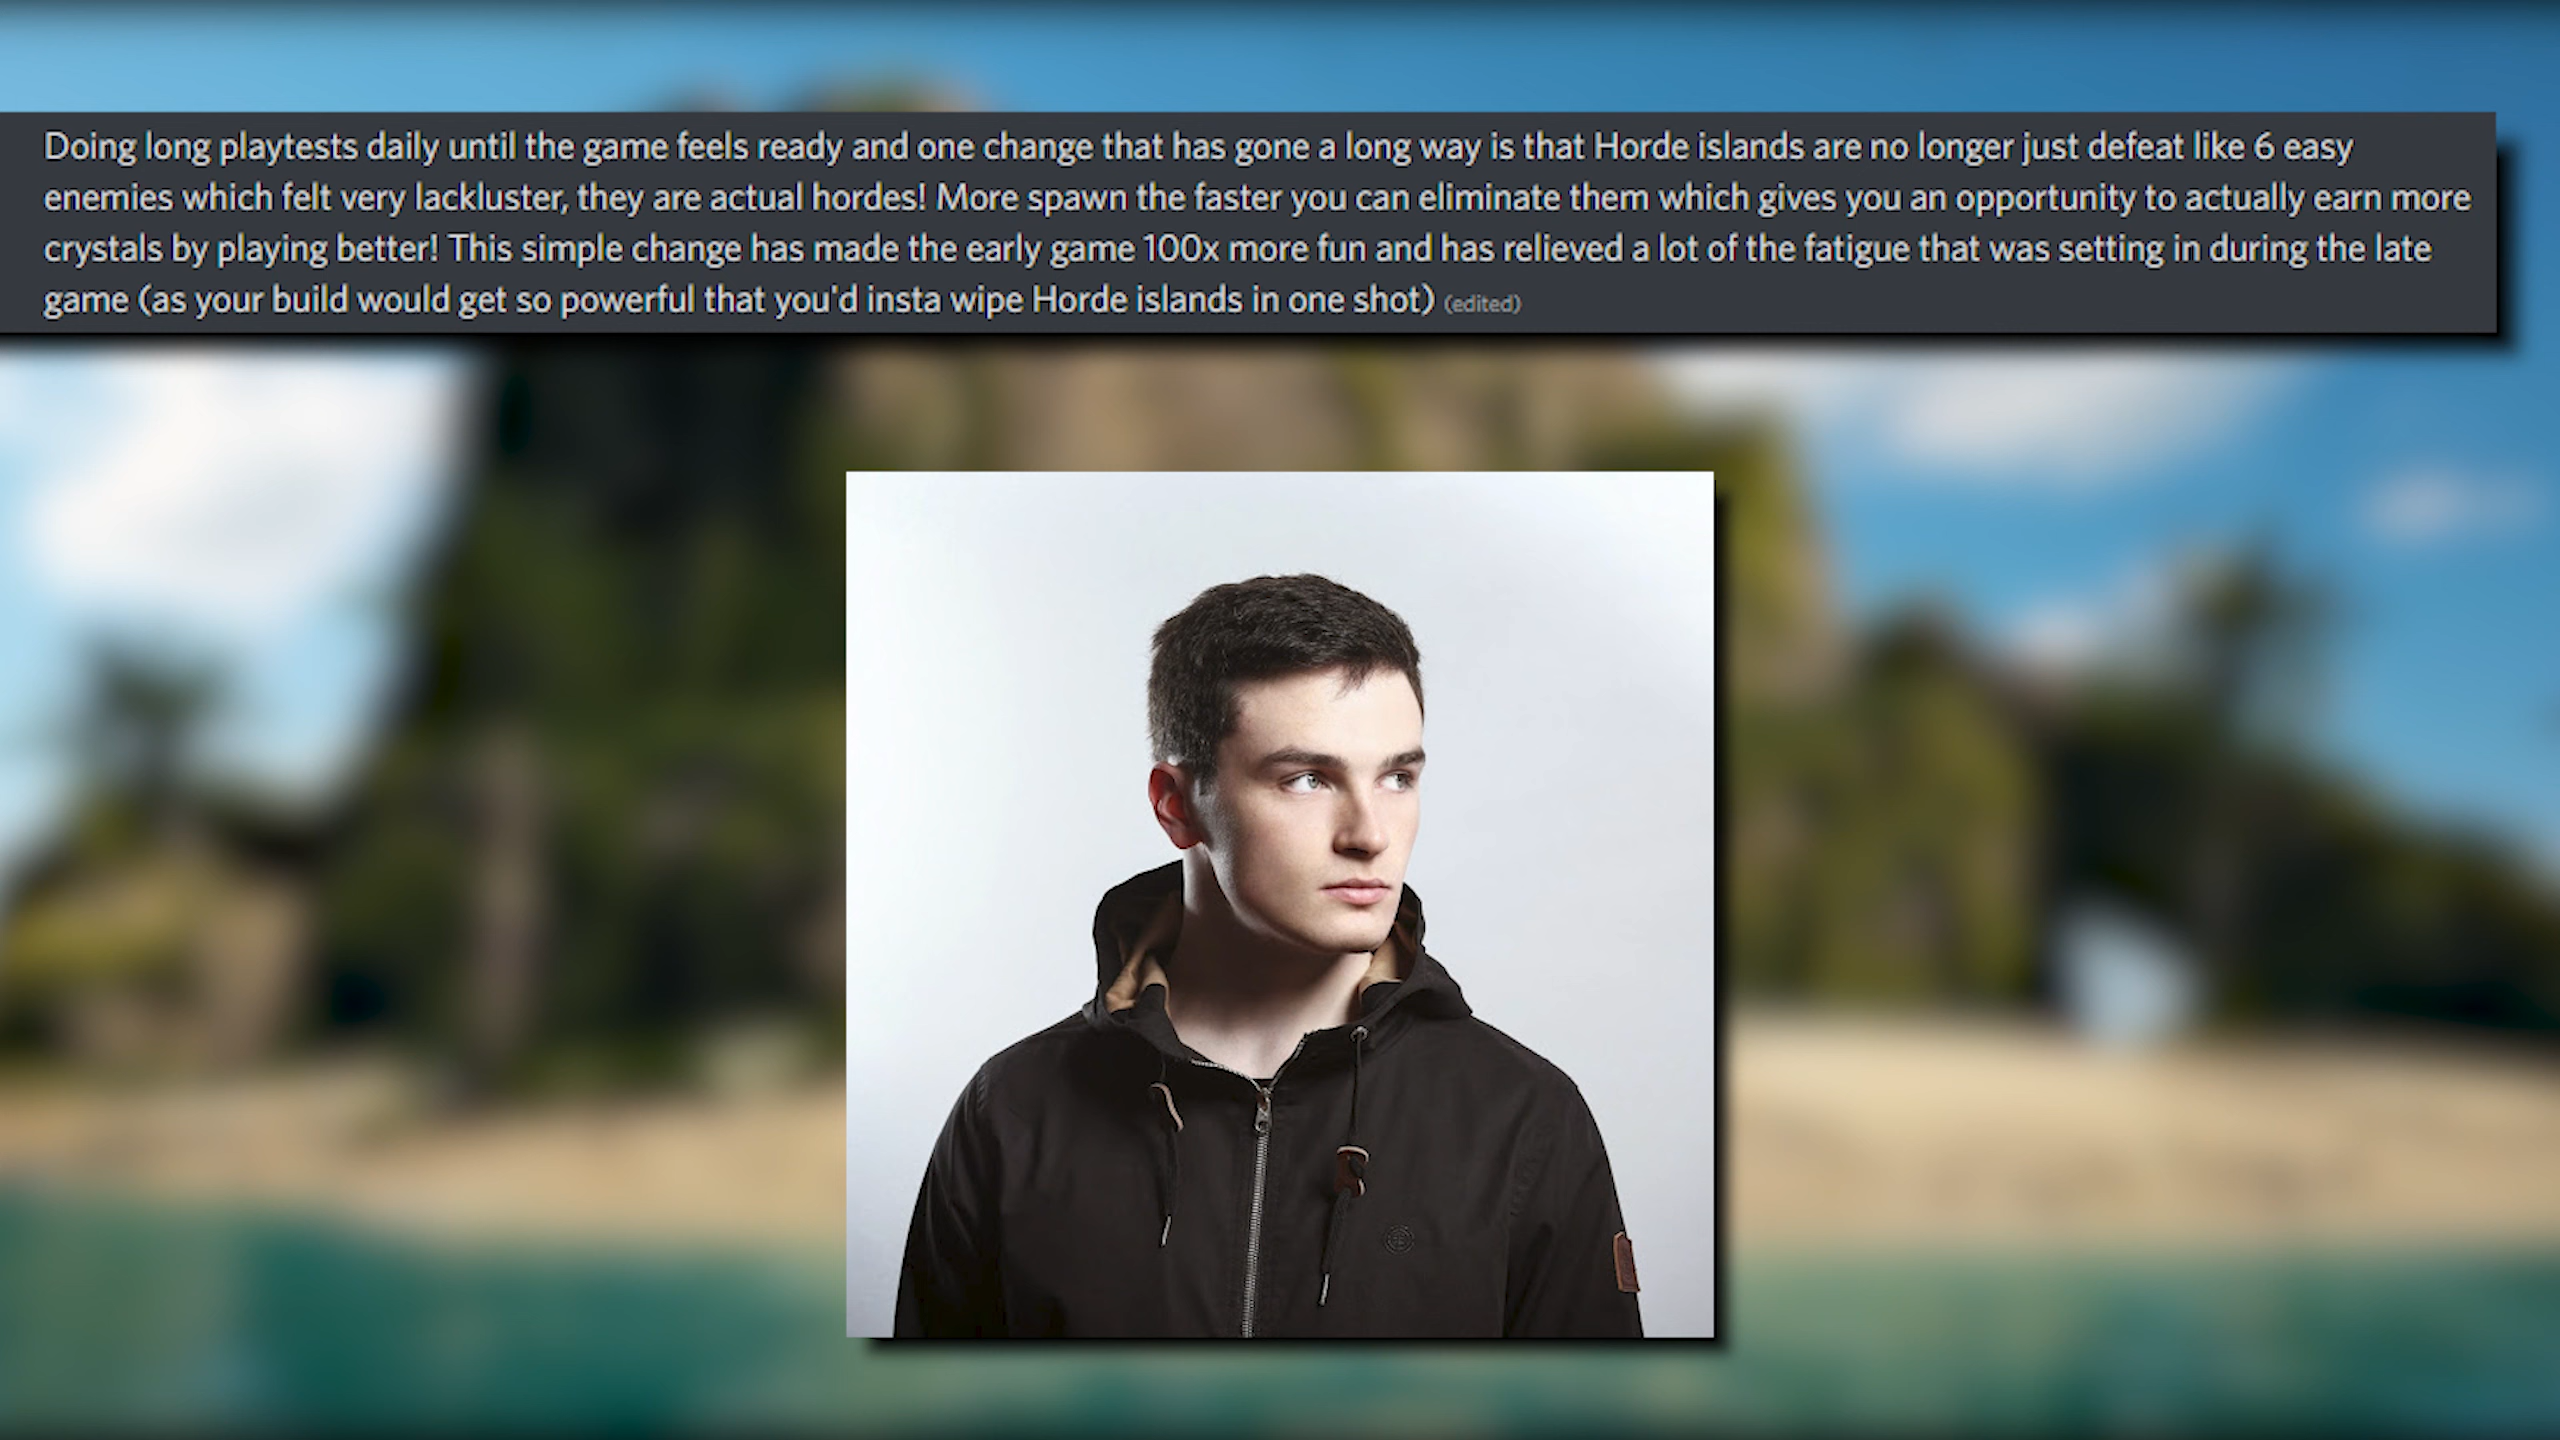 Doing long playtests daily until the game feels ready and one change that has gone a long way is that Horde islands are no longer just defeat like 6 easy
enemies which felt very lackluster, they are actual hordes! More spawn the faster you can eliminate them which gives you an opportunity to actually earn more
crystals by playing better! This simple change has made the early game 100x more fun and has relieved a lot of the fatigue that was setting in during the late
game (as your build would get so powerful that you'd insta wipe Horde islands in one shot) (edited)